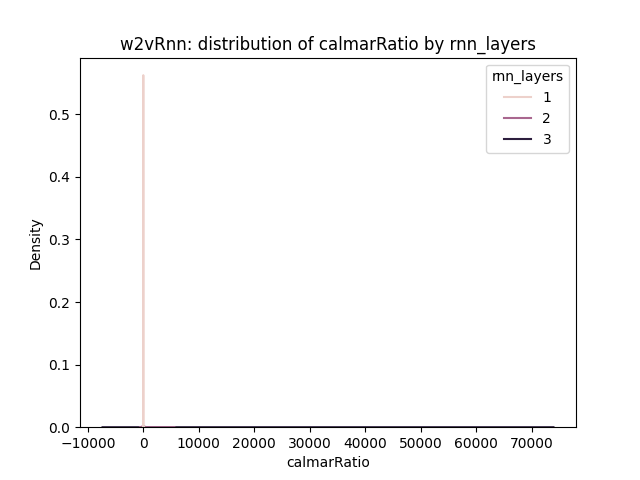 w2vRnn: distribution of calmarRatio by rnn_layers
rnn_layers
1
2
3
0.5
0.4
0.3
0.2
0.1
0.0
Density
−10000 0 10000 20000 30000 40000 50000 60000 70000
calmarRatio